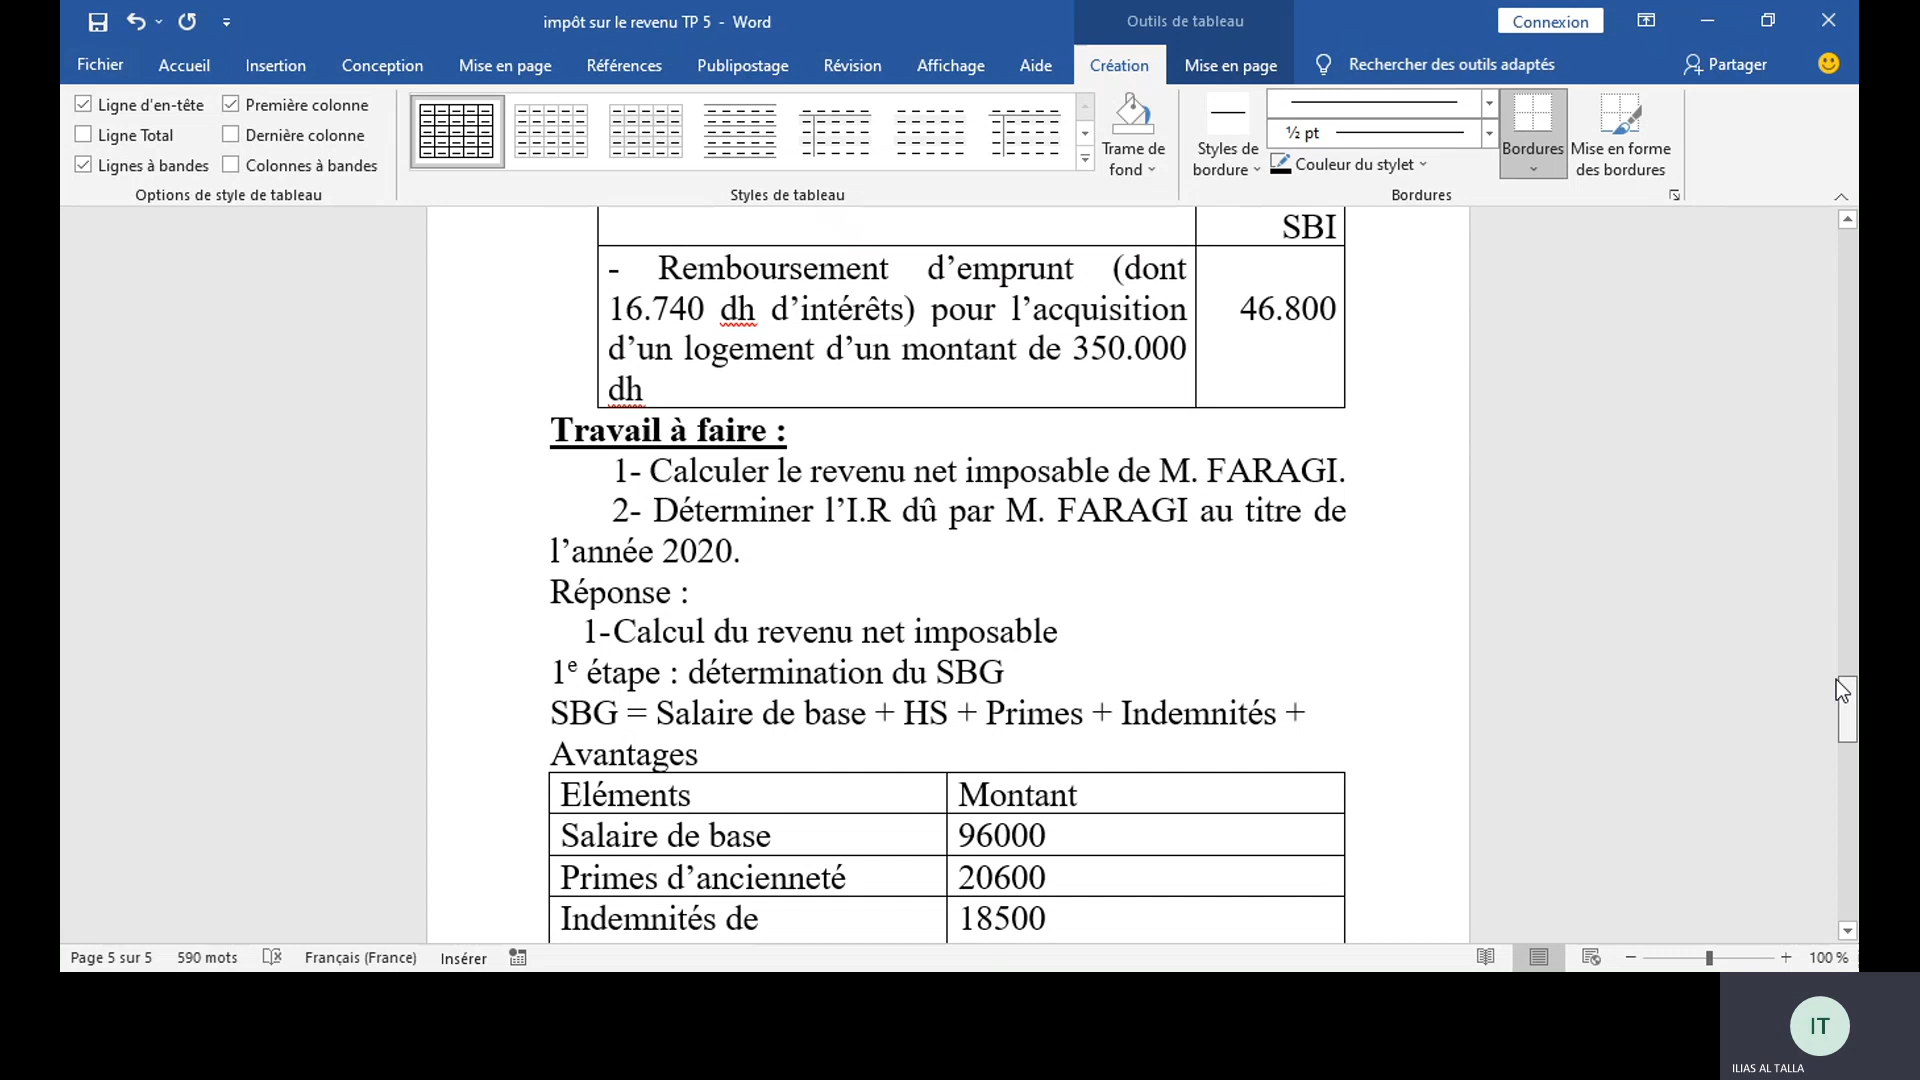 impôt sur le revenu TP 5 - Word
Outils de tableau
Connexion
Fichier Accueil Insertion Conception Mise en page Références Publipostage Révision Affichage Aide Création Mise en page Rechercher des outils adaptés Partager
Ligne d'en-tête Première colonne
Ligne Total Dernière colonne
Lignes à bandes Colonnes à bandes
Options de style de tableau
Styles de tableau
Trame de
fond
Styles de
bordure
½ pt
Couleur du stylet
Bordures
Mise en forme
des bordures
Bordures
SBI
- Remboursement d’emprunt (dont
16.740 dh d’intérêts) pour l’acquisition
d’un logement d’un montant de 350.000
dh
46.800
Travail à faire :
1- Calculer le revenu net imposable de M. FARAGI.
2- Déterminer l’I.R dû par M. FARAGI au titre de
l’année 2020.
Réponse :
1-Calcul du revenu net imposable
1e étape : détermination du SBG
SBG = Salaire de base + HS + Primes + Indemnités +
Avantages
Eléments Montant
Salaire de base 96000
Primes d’ancienneté 20600
Indemnités de 18500
Page 5 sur 5 590 mots Français (France) Insérer 100 %
IT
ILIAS AL TALLA